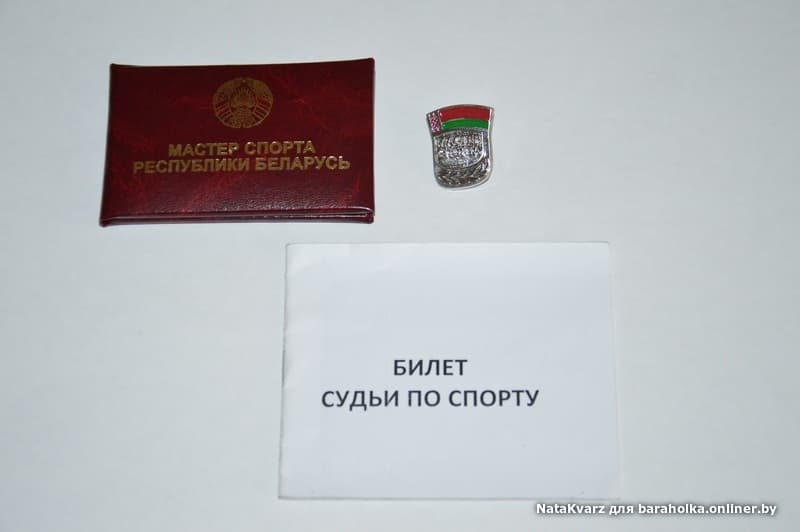 МАСТЕР СПОРТА
РЕСПУБЛИКИ БЕЛАРУСЬ
БИЛЕТ
СУДЬИ ПО СПОРТУ
NataKvarz для baraholka.onliner.by